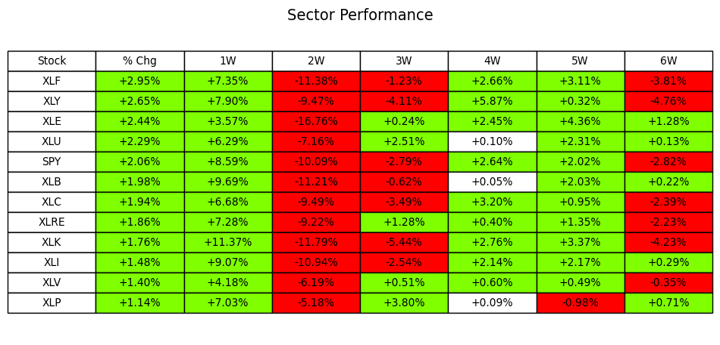 Sector Performance
Stock % Chg 1W 2W 3W 4W 5W 6W
XLF +2.95% +7.35% -11.38% -1.23% +2.66% +3.11% -3.81%
XLY +2.65% +7.90% -9.47% -4.11% +5.87% +0.32% -4.76%
XLE +2.44% +3.57% -16.76% +0.24% +2.45% +4.36% +1.28%
XLU +2.29% +6.29% -7.16% +2.51% +0.10% +2.31% +0.13%
SPY +2.06% +8.59% -10.09% -2.79% +2.64% +2.02% -2.82%
XLB +1.98% +9.69% -11.21% -0.62% +0.05% +2.03% +0.22%
XLC +1.94% +6.68% -9.49% -3.49% +3.20% +0.95% -2.39%
XLRE +1.86% +7.28% -9.22% +1.28% +0.40% +1.35% -2.23%
XLK +1.76% +11.37% -11.79% -5.44% +2.76% +3.37% -4.23%
XLI +1.48% +9.07% -10.94% -2.54% +2.14% +2.17% +0.29%
XLV +1.40% +4.18% -6.19% +0.51% +0.60% +0.49% -0.35%
XLP +1.14% +7.03% -5.18% +3.80% +0.09% -0.98% +0.71%